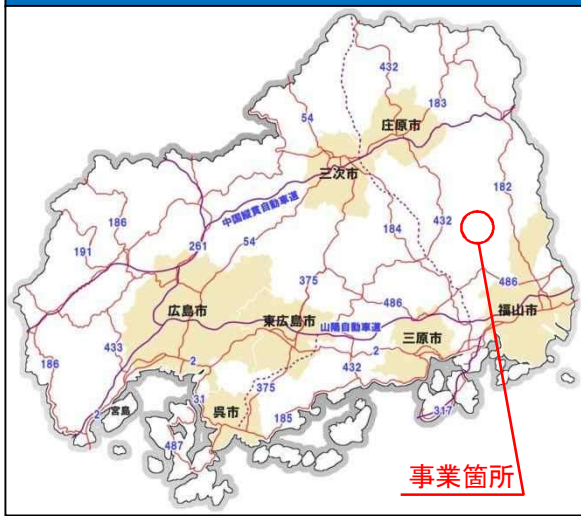 432
183
54
庄原市
三次市
182
中国縦貫自動車道
186
432
191
261
54
184
375
486
486
広島市
東広島市
山陽自動車道
福山市
三原市
433
2
2
186
432
375
31
185
317
2
宮島
呉市
487
事業箇所